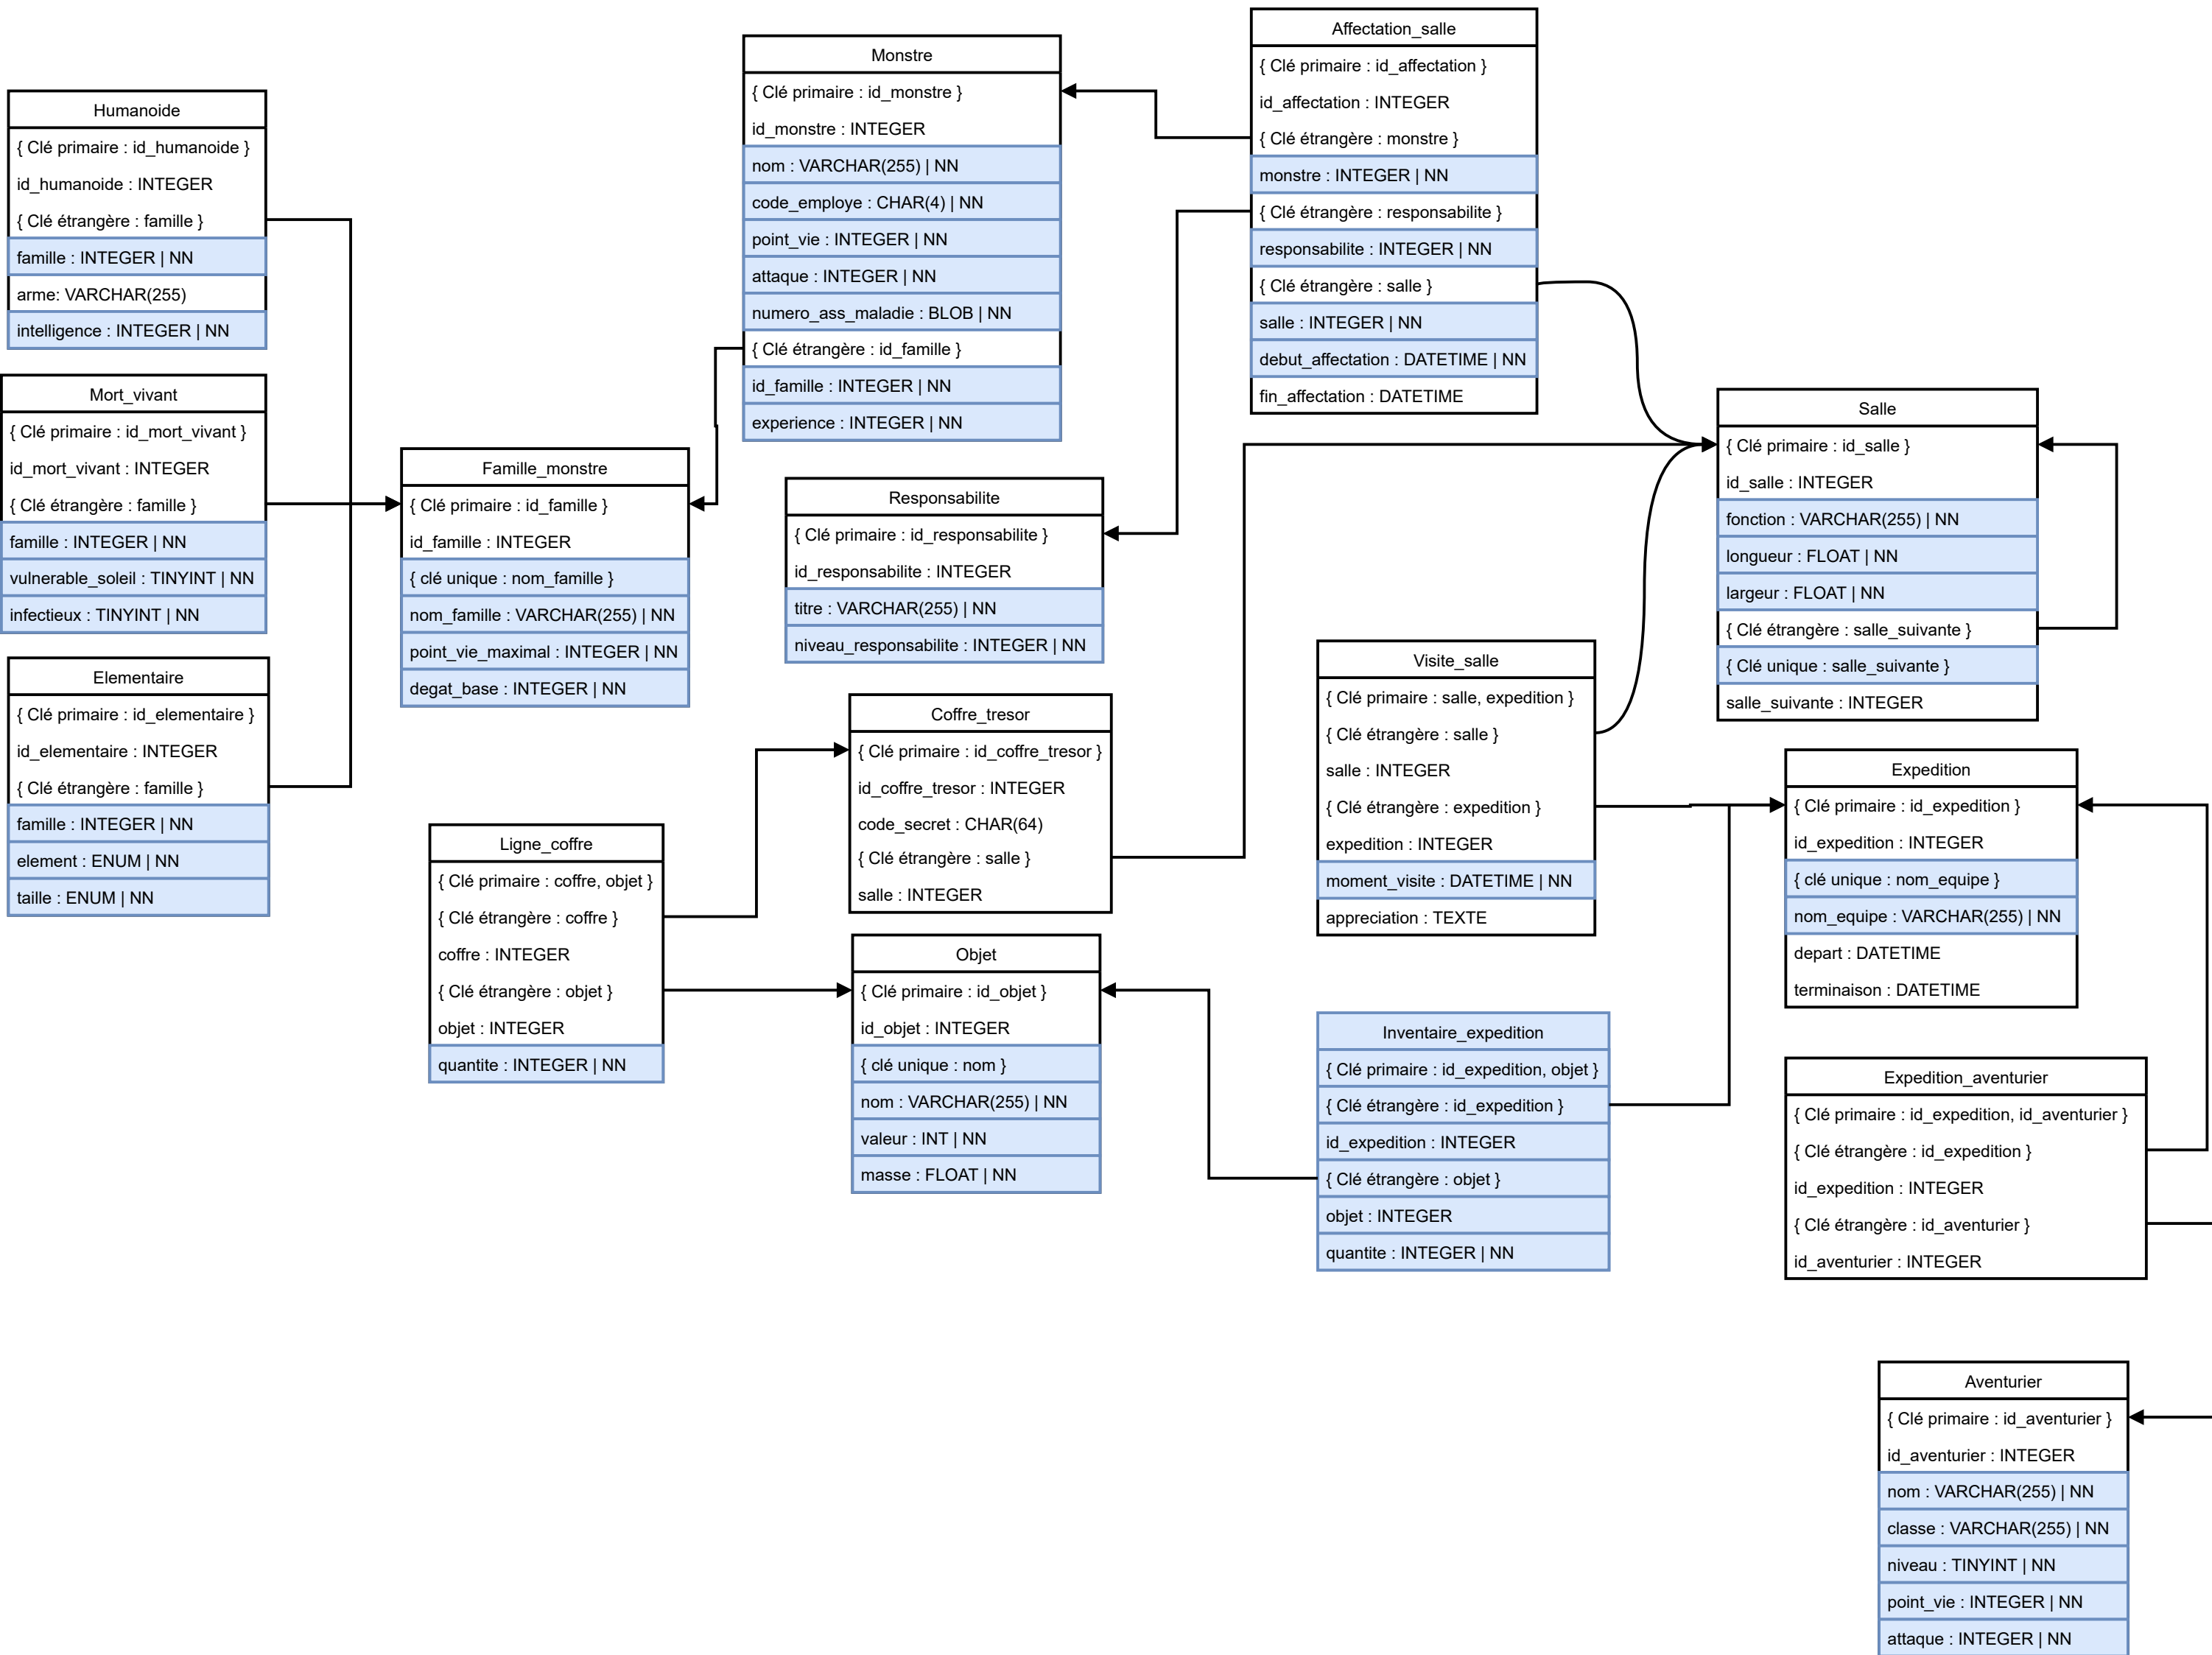 Humanoide
{ Clé primaire : id_humanoide }
id_humanoide : INTEGER
{ Clé étrangère : famille }
famille : INTEGER | NN
arme: VARCHAR(255)
intelligence : INTEGER | NN
Mort_vivant
{ Clé primaire : id_mort_vivant }
id_mort_vivant : INTEGER
{ Clé étrangère : famille }
famille : INTEGER | NN
vulnerable_soleil : TINYINT | NN
infectieux : TINYINT | NN
Elementaire
{ Clé primaire : id_elementaire }
id_elementaire : INTEGER
{ Clé étrangère : famille }
famille : INTEGER | NN
element : ENUM | NN
taille : ENUM | NN
Famille_monstre
{ Clé primaire : id_famille }
id_famille : INTEGER
{ clé unique : nom_famille }
nom_famille : VARCHAR(255) | NN
point_vie_maximal : INTEGER | NN
degat_base : INTEGER | NN
Ligne_coffre
{ Clé primaire : coffre, objet }
{ Clé étrangère : coffre }
coffre : INTEGER
{ Clé étrangère : objet }
objet : INTEGER
quantite : INTEGER | NN
Monstre
{ Clé primaire : id_monstre }
id_monstre : INTEGER
nom : VARCHAR(255) | NN
code_employe : CHAR(4) | NN
point_vie : INTEGER | NN
attaque : INTEGER | NN
numero_ass_maladie : BLOB | NN
{ Clé étrangère : id_famille }
id_famille : INTEGER | NN
experience : INTEGER | NN
Responsabilite
{ Clé primaire : id_responsabilite }
id_responsabilite : INTEGER
titre : VARCHAR(255) | NN
niveau_responsabilite : INTEGER | NN
Coffre_tresor
{ Clé primaire : id_coffre_tresor }
id_coffre_tresor : INTEGER
code_secret : CHAR(64)
{ Clé étrangère : salle }
salle : INTEGER
Objet
{ Clé primaire : id_objet }
id_objet : INTEGER
{ clé unique : nom }
nom : VARCHAR(255) | NN
valeur : INT | NN
masse : FLOAT | NN
Affectation_salle
{ Clé primaire : id_affectation }
id_affectation : INTEGER
{ Clé étrangère : monstre }
monstre : INTEGER | NN
{ Clé étrangère : responsabilite }
responsabilite : INTEGER | NN
{ Clé étrangère : salle }
salle : INTEGER | NN
debut_affectation : DATETIME | NN
fin_affectation : DATETIME
Visite_salle
{ Clé primaire : salle, expedition }
{ Clé étrangère : salle }
salle : INTEGER
{ Clé étrangère : expedition }
expedition : INTEGER
moment_visite : DATETIME | NN
appreciation : TEXTE
Inventaire_expedition
{ Clé primaire : id_expedition, objet }
{ Clé étrangère : id_expedition }
id_expedition : INTEGER
{ Clé étrangère : objet }
objet : INTEGER
quantite : INTEGER | NN
Salle
{ Clé primaire : id_salle }
id_salle : INTEGER
fonction : VARCHAR(255) | NN
longueur : FLOAT | NN
largeur : FLOAT | NN
{ Clé étrangère : salle_suivante }
{ Clé unique : salle_suivante }
salle_suivante : INTEGER
Expedition
{ Clé primaire : id_expedition }
id_expedition : INTEGER
{ clé unique : nom_equipe }
nom_equipe : VARCHAR(255) | NN
depart : DATETIME
terminaison : DATETIME
Expedition_aventurier
{ Clé primaire : id_expedition, id_aventurier }
{ Clé étrangère : id_expedition }
id_expedition : INTEGER
{ Clé étrangère : id_aventurier }
id_aventurier : INTEGER
Aventurier
{ Clé primaire : id_aventurier }
id_aventurier : INTEGER
nom : VARCHAR(255) | NN
classe : VARCHAR(255) | NN
niveau : TINYINT | NN
point_vie : INTEGER | NN
attaque : INTEGER | NN